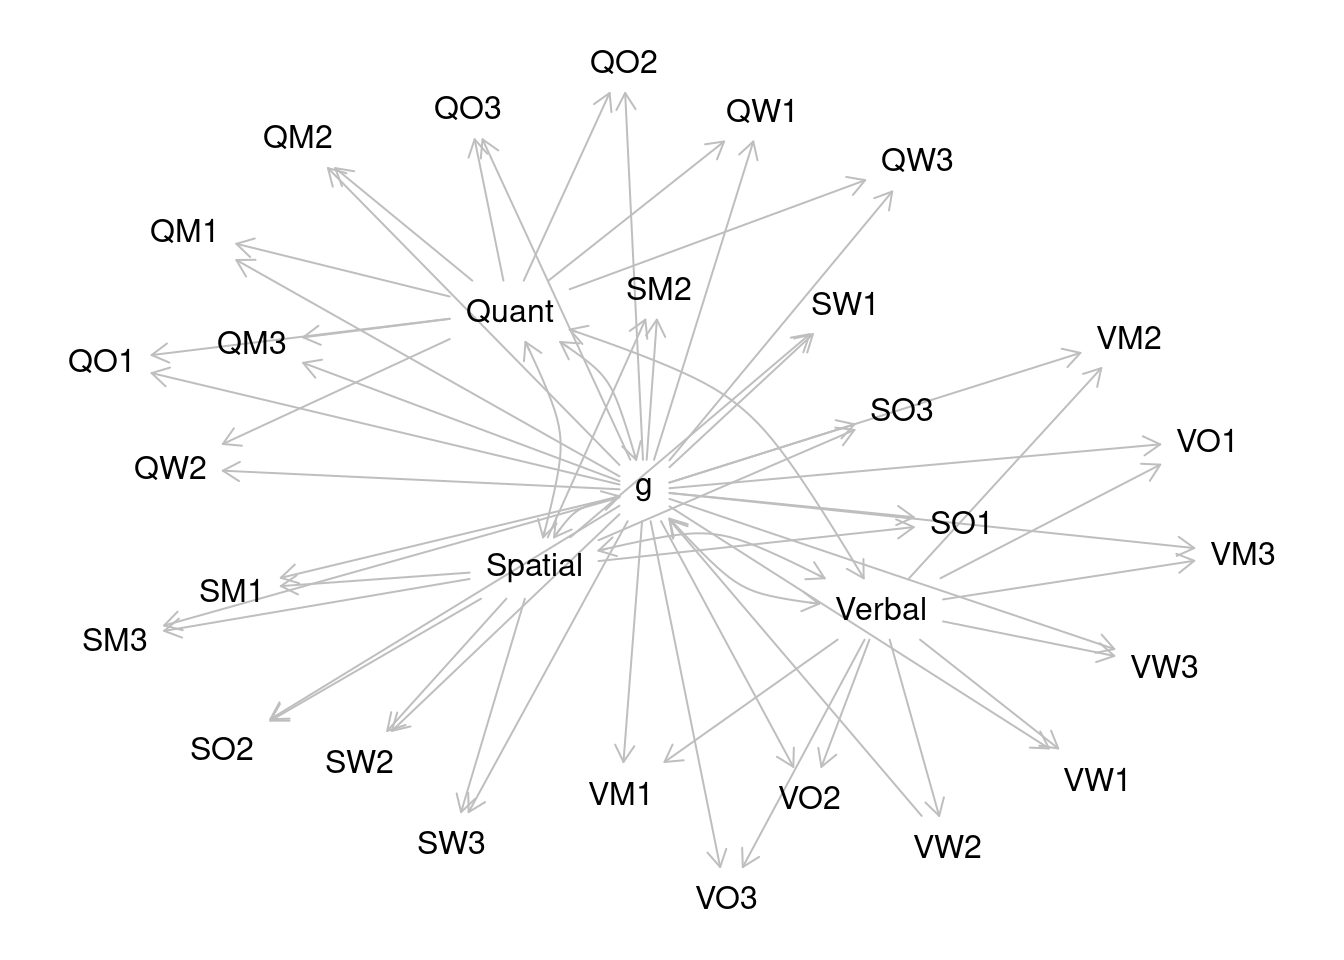 QO2
QO3
QW1
QM2
QW3
QM1
SM2
SW1
Quant
VM2
QM3
QO1
SO3
VO1
QW2
g
SO1
VM3
Spatial
SM1
Verbal
SM3
VW3
SO2
SW2
VW1
VM1
VO2
SW3
VW2
VO3